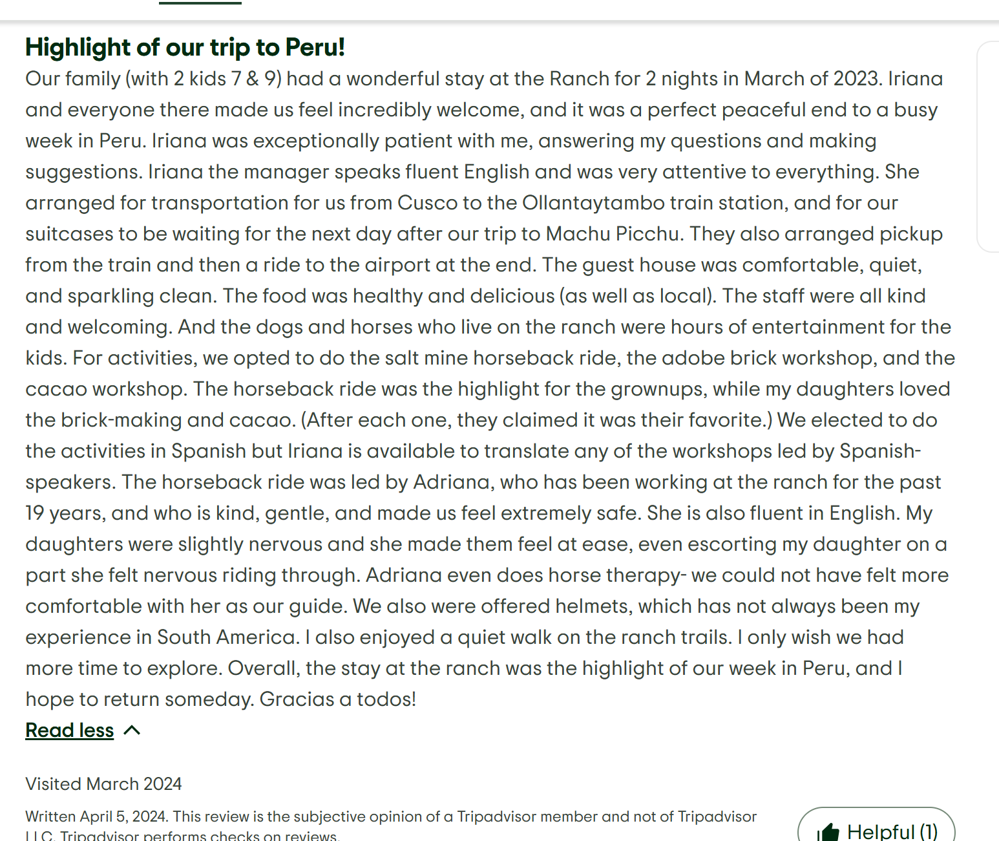 Highlight of our trip to Peru!
Our family (with 2 kids 7 & 9) had a wonderful stay at the Ranch for 2 nights in March of 2023. Iriana
and everyone there made us feel incredibly welcome, and it was a perfect peaceful end to a busy
week in Peru. Iriana was exceptionally patient with me, answering my questions and making
suggestions. Iriana the manager speaks fluent English and was very attentive to everything. She
arranged for transportation for us from Cusco to the Ollantaytambo train station, and for our
suitcases to be waiting for the next day after our trip to Machu Picchu. They also arranged pickup
from the train and then a ride to the airport at the end. The guest house was comfortable, quiet,
and sparkling clean. The food was healthy and delicious (as well as local). The staff were all kind
and welcoming. And the dogs and horses who live on the ranch were hours of entertainment for the
kids. For activities, we opted to do the salt mine horseback ride, the adobe brick workshop, and the
cacao workshop. The horseback ride was the highlight for the grownups, while my daughters loved
the brick-making and cacao. (After each one, they claimed it was their favorite.) We elected to do
the activities in Spanish but Iriana is available to translate any of the workshops led by Spanish-
speakers. The horseback ride was led by Adriana, who has been working at the ranch for the past
19 years, and who is kind, gentle, and made us feel extremely safe. She is also fluent in English. My
daughters were slightly nervous and she made them feel at ease, even escorting my daughter on a
part she felt nervous riding through. Adriana even does horse therapy- we could not have felt more
comfortable with her as our guide. We also were offered helmets, which has not always been my
experience in South America. I also enjoyed a quiet walk on the ranch trails. I only wish we had
more time to explore. Overall, the stay at the ranch was the highlight of our week in Peru, and I
hope to return someday. Gracias a todos!
Read less
Visited March 2024
Written April 5, 2024. This review is the subjective opinion of a Tripadvisor member and not of Tripadvisor
LLC. Tripadvisor performs checks on reviews.
Helpful (1)